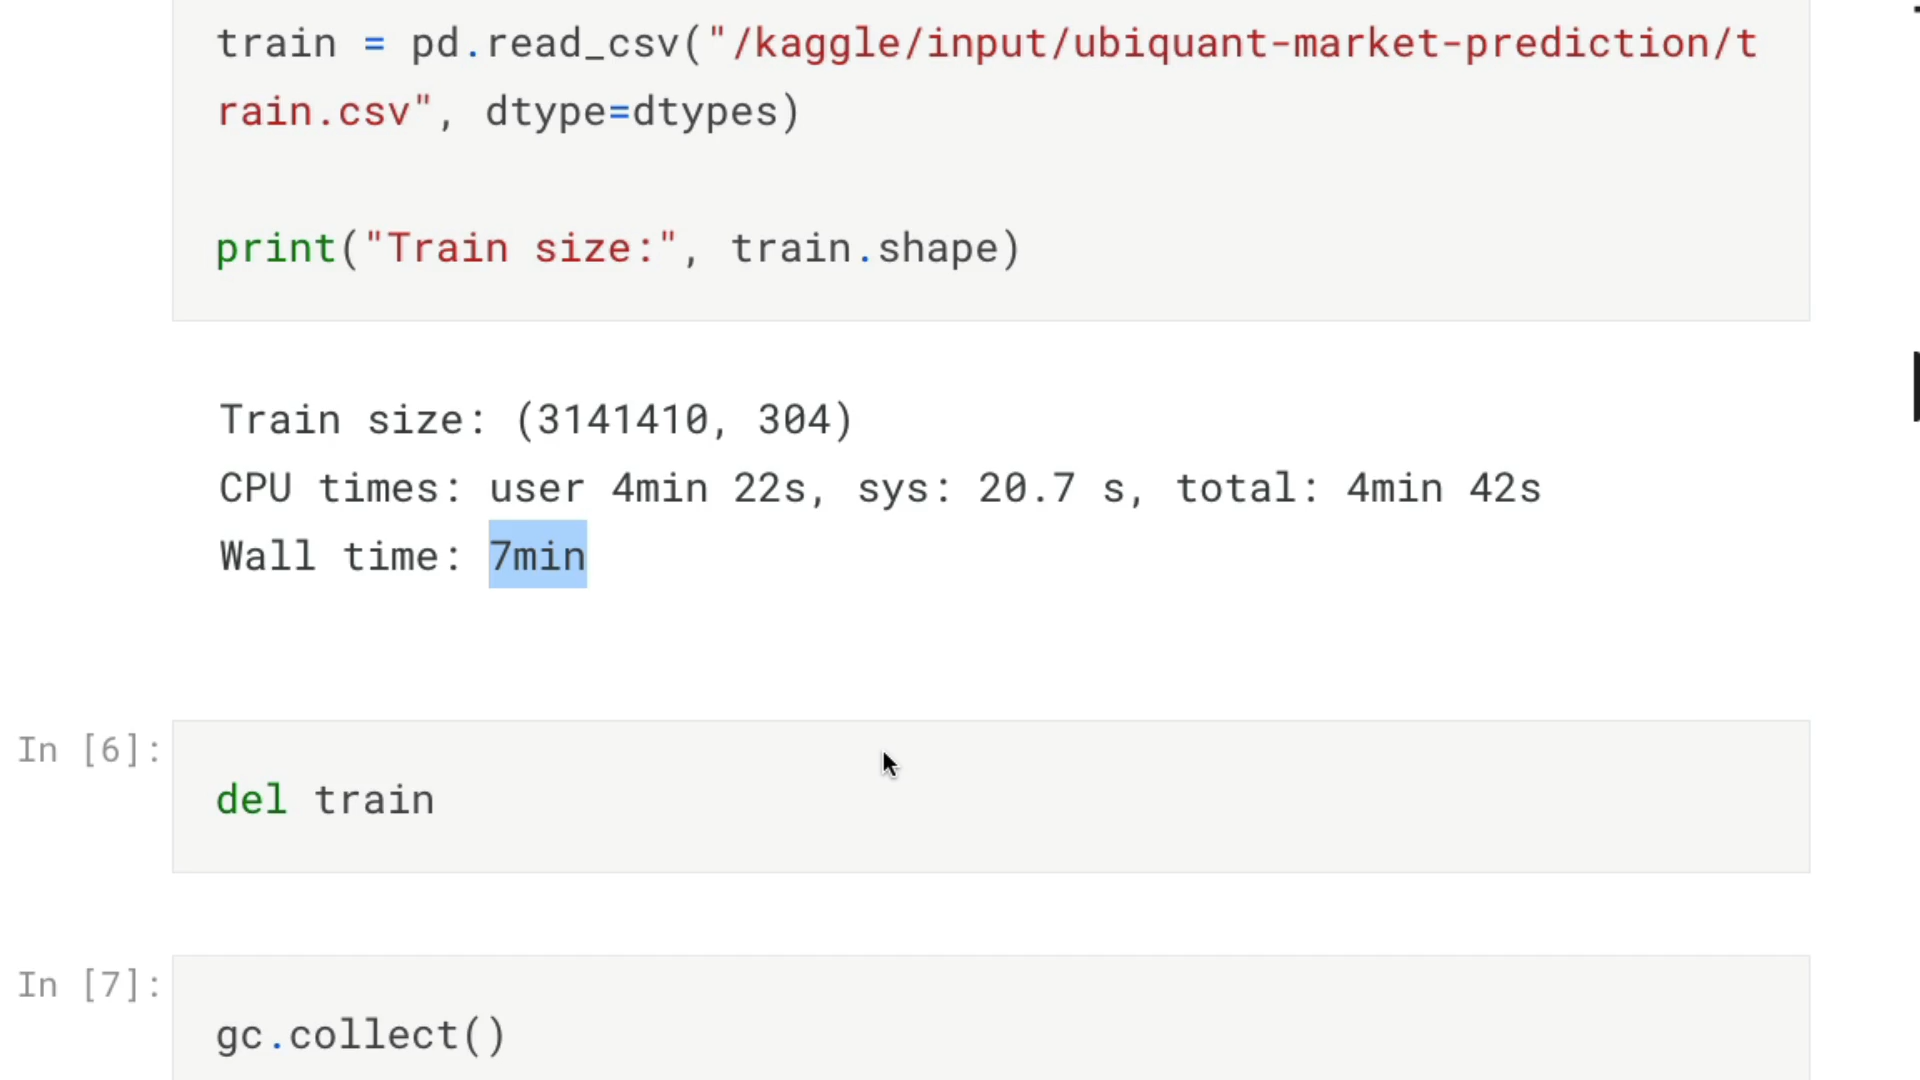 train = pd.read_csv("/kaggle/input/ubiquant-market-prediction/t
rain.csv", dtype=dtypes)
print("Train size:", train.shape)
Train size: (3141410, 304)
CPU times: user 4min 22s, sys: 20.7 s, total: 4min 42s
Wall time: 7min
In [6]:
del train
In [7]:
gc.collect()